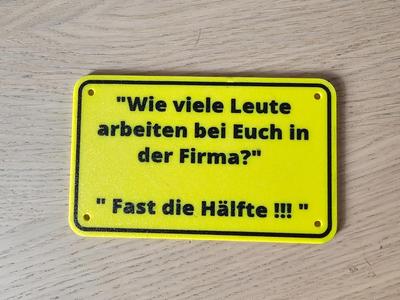 "Wie viele Leute
arbeiten bei Euch in
der Firma?"
" Fast die Hälfte !!! "